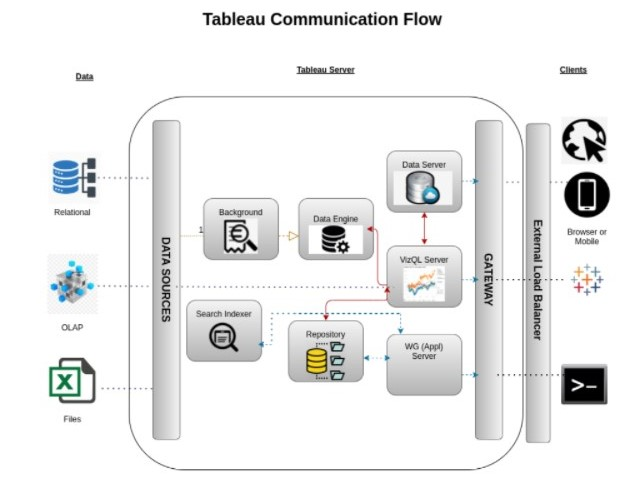 Tableau Communication Flow
Data
Tableau Server
Clients
Relational
OLAP
X
Files
DATA SOURCES
1
Background
€
Data Engine
Data Server
VizQL Server
Search Indexer
Repository
WG (Appl)
Server
GATEWAY
External Load Balancer
Browser or
Mobile
>_